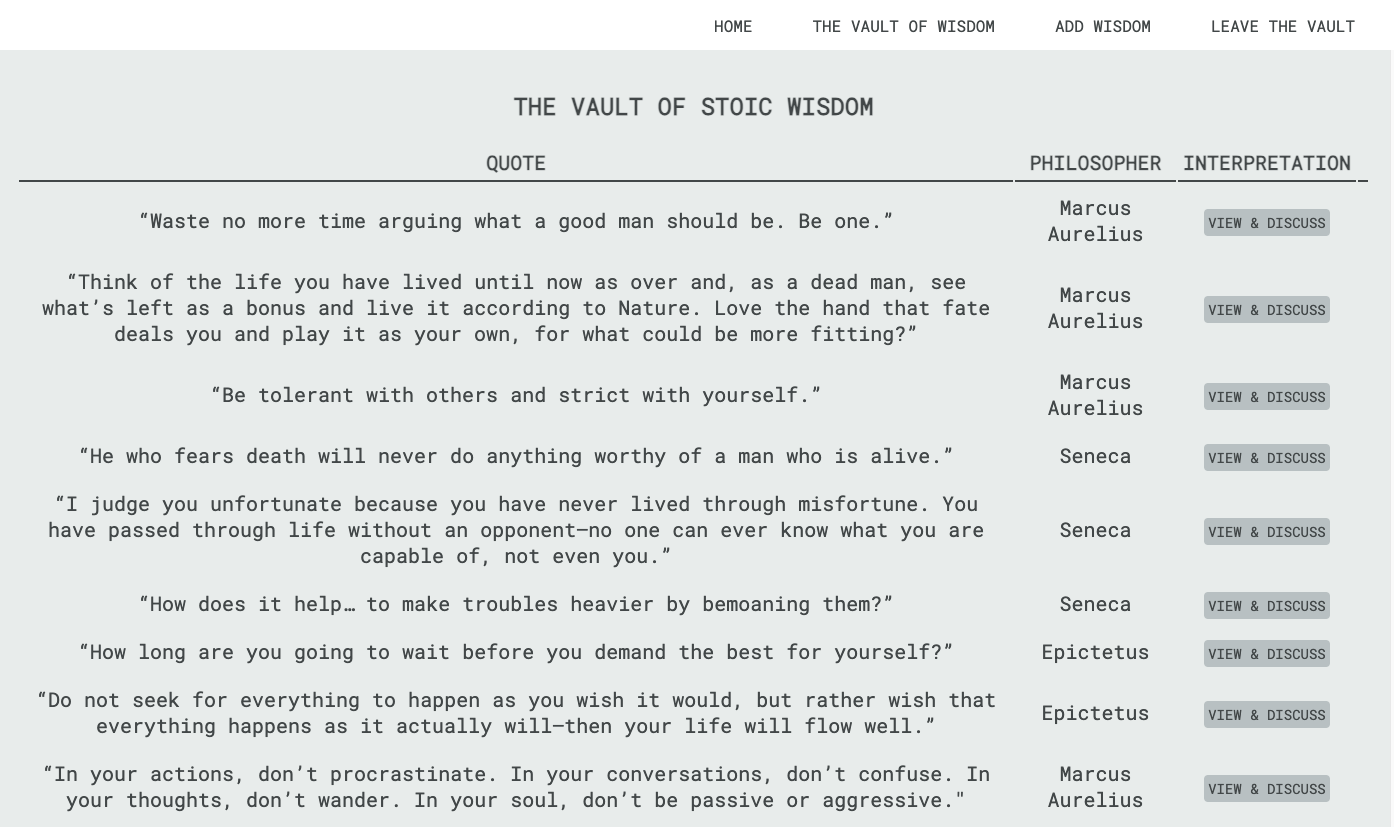 HOME THE VAULT OF WISDOM ADD WISDOM LEAVE THE VAULT
THE VAULT OF STOIC WISDOM
QUOTE PHILOSOPHER INTERPRETATION
“Waste no more time arguing what a good man should be. Be one.”
Marcus
Aurelius
VIEW & DISCUSS
“Think of the life you have lived until now as over and, as a dead man, see
what’s left as a bonus and live it according to Nature. Love the hand that fate
deals you and play it as your own, for what could be more fitting?”
Marcus
Aurelius
VIEW & DISCUSS
“Be tolerant with others and strict with yourself.”
Marcus
Aurelius
VIEW & DISCUSS
“He who fears death will never do anything worthy of a man who is alive.”
Seneca
VIEW & DISCUSS
“I judge you unfortunate because you have never lived through misfortune. You
have passed through life without an opponent—no one can ever know what you are
capable of, not even you.”
Seneca
VIEW & DISCUSS
“How does it help… to make troubles heavier by bemoaning them?”
Seneca
VIEW & DISCUSS
“How long are you going to wait before you demand the best for yourself?”
Epictetus
VIEW & DISCUSS
“Do not seek for everything to happen as you wish it would, but rather wish that
everything happens as it actually will—then your life will flow well.”
Epictetus
VIEW & DISCUSS
“In your actions, don’t procrastinate. In your conversations, don’t confuse. In
your thoughts, don’t wander. In your soul, don’t be passive or aggressive."
Marcus
Aurelius
VIEW & DISCUSS